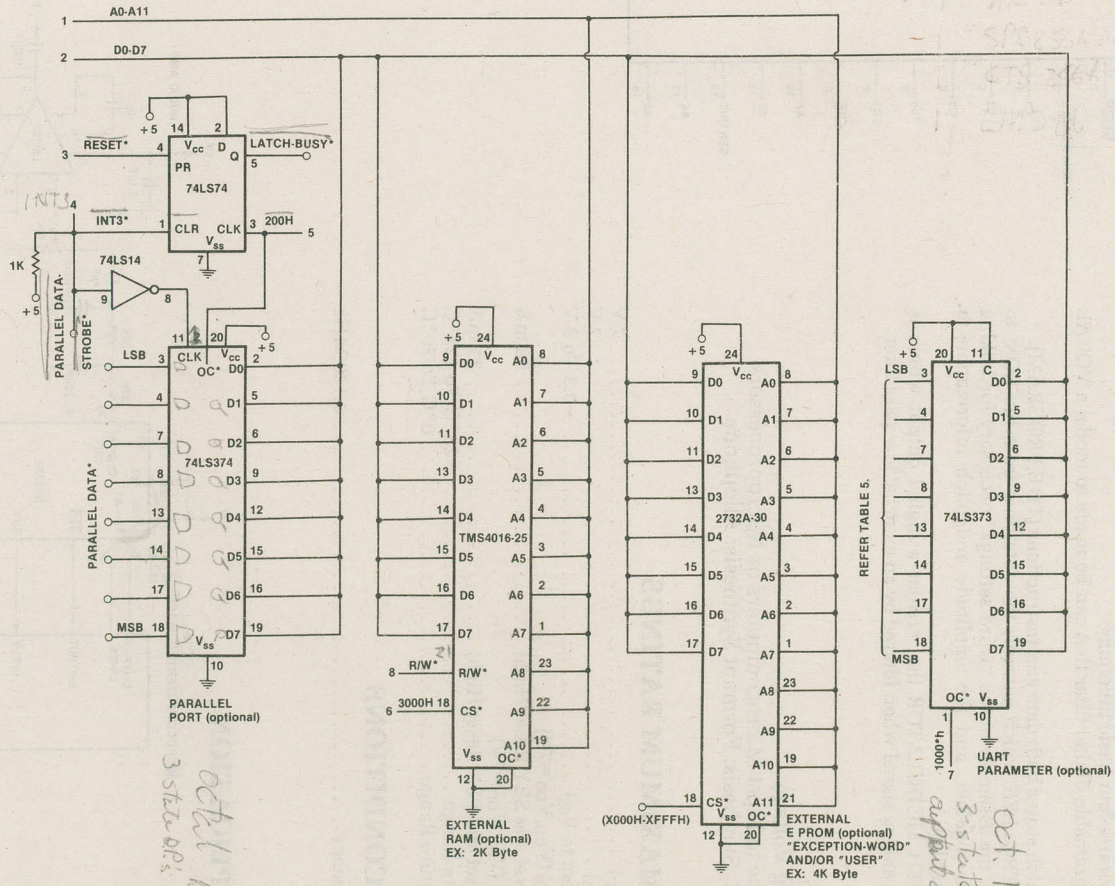 A0-A11
1
D0-D7
2
+5
14
2
RESET*
3
4
VCC
D
Q
5
LATCH-BUSY*
PR
74LS74
INT3
4
INT3*
1
CLR
CLK
3
200H
5
VSS
7
1K
+5
74LS14
9
8
PARALLEL DATA-
STROBE*
11
20
+5
CLK
VCC
OC*
LSB
3
D0
2
4
D1
5
7
D2
6
74LS374
8
D3
9
13
D4
12
14
D5
15
17
D6
16
MSB
18
D7
19
VSS
10
PARALLEL DATA*
PARALLEL
PORT (optional)
octal
3 state OP's
+5
24
VCC
9
D0
A0
8
10
D1
A1
7
11
D2
A2
6
13
D3
A3
5
14
D4
A4
4
TMS4016-25
15
D5
A5
3
16
D6
A6
2
17
D7
A7
1
21
8
R/W*
R/W*
A8
23
6
3000H
18
CS*
A9
22
A10
19
VSS
OC*
12
20
EXTERNAL
RAM (optional)
EX: 2K Byte
+5
24
VCC
9
D0
A0
8
10
D1
A1
7
11
D2
A2
6
13
D3
A3
5
2732A-30
14
D4
A4
4
15
D5
A5
3
16
D6
A6
2
17
D7
A7
1
A8
23
A9
22
A10
19
(X000H-XFFFH)
18
CS*
A11
21
VSS
OC*
12
20
EXTERNAL
E PROM (optional)
"EXCEPTION-WORD"
AND/OR "USER"
EX: 4K Byte
+5
20
11
VCC
C
LSB
3
D0
2
4
D1
5
7
D2
6
8
D3
9
74LS373
13
D4
12
14
D5
15
17
D6
16
18
D7
19
MSB
REFER TABLE 5.
OC*
VSS
1
10
1000*h
7
UART
PARAMETER (optional)
Oct.
3-state